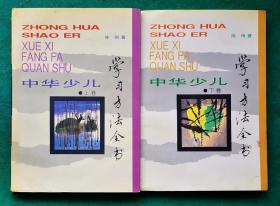 ZHONG HUA
SHAO ER
XUE XI
FANG FA
QUAN SHU
中华少儿
●上卷
学习方法全书
ZHONG HUA
SHAO ER
XUE XI
FANG FA
QUAN SHU
中华少儿
●下卷
学习方法全书